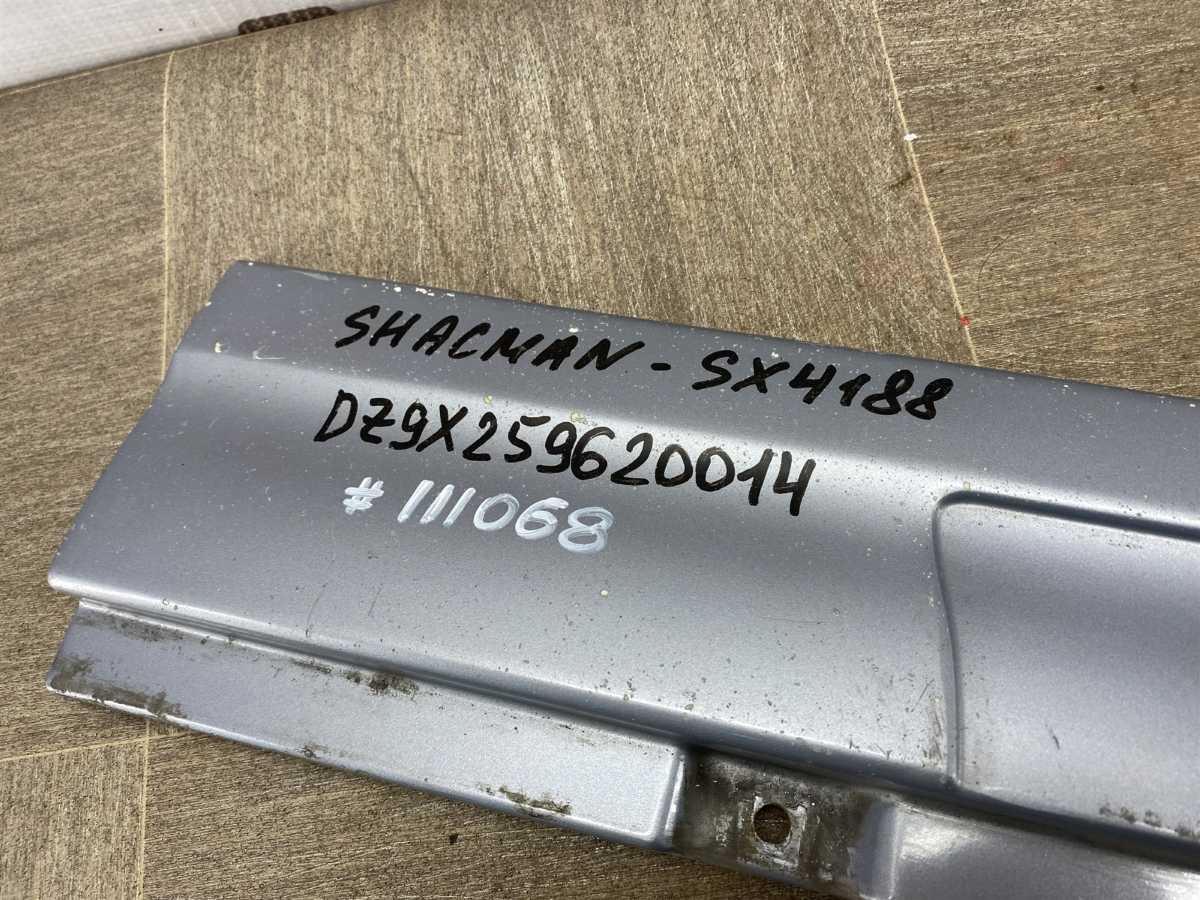 SHACMAN - SX4188
DZ9X259620014
# 111068